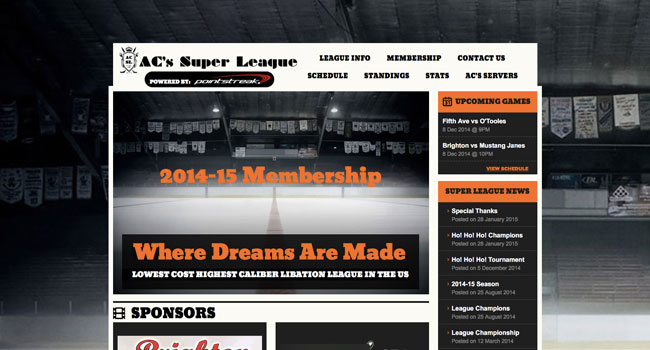 AC's Super League
POWERED BY: pointstreak
LEAGUE INFO MEMBERSHIP CONTACT US
SCHEDULE STANDINGS STATS AC'S SERVERS
2014-15 Membership
Where Dreams Are Made
LOWEST COST HIGHEST CALIBER LIBATION LEAGUE IN THE US
SPONSORS
Brighton
UPCOMING GAMES
Fifth Ave vs O'Tooles
8 Dec 2014 @ 9PM
Brighton vs Mustang Janes
8 Dec 2014 @ 10PM
VIEW SCHEDULE
SUPER LEAGUE NEWS
Special Thanks
Posted on 28 January 2015
Ho! Ho! Ho! Champions
Posted on 28 January 2015
Ho! Ho! Ho! Tournament
Posted on 5 December 2014
2014-15 Season
Posted on 25 August 2014
League Champions
Posted on 25 August 2014
League Championship
Posted on 12 March 2014